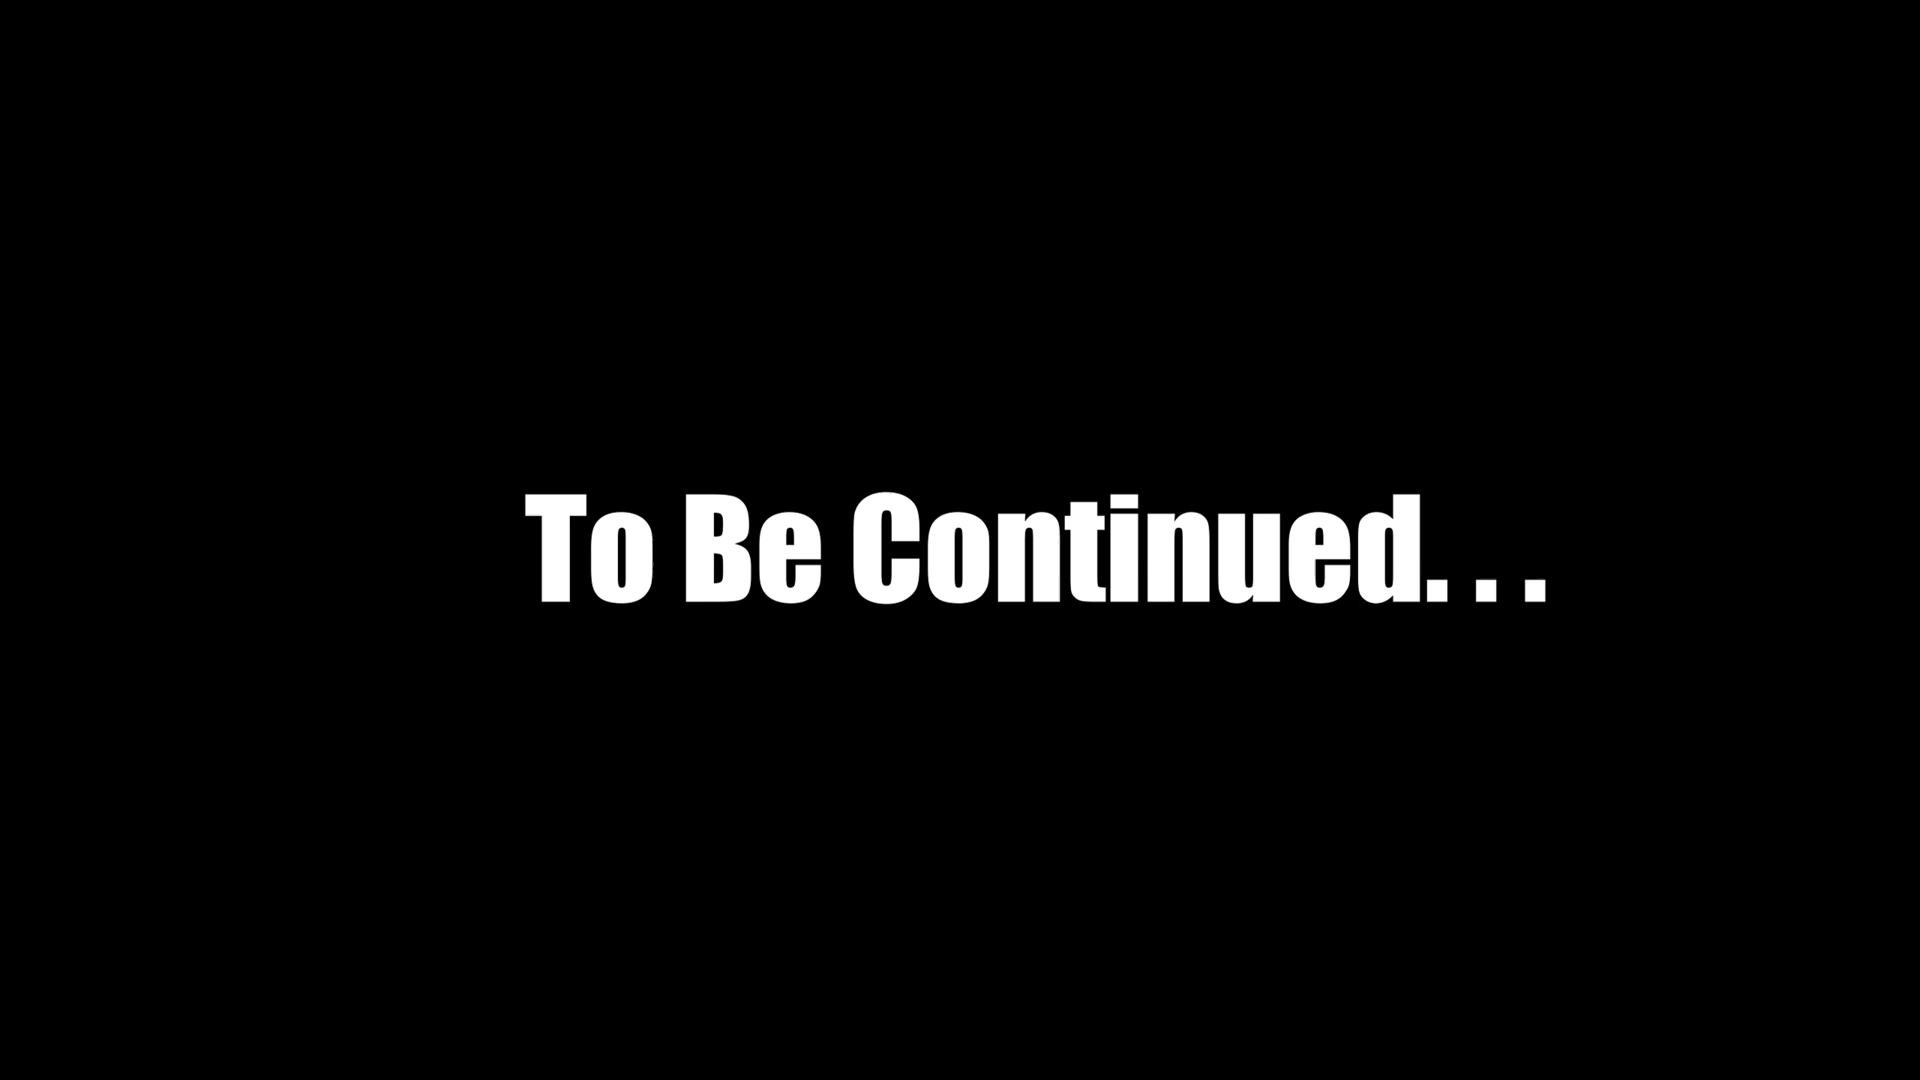 To Be Continued. . .